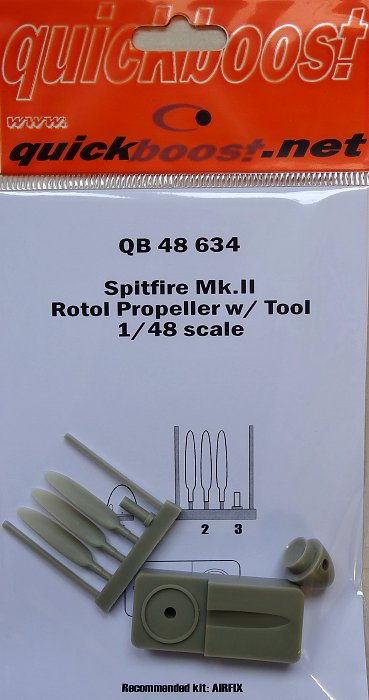 quickboost
www.
quickboost.net
QB 48 634
Spitfire Mk.II
Rotol Propeller w/ Tool
1/48 scale
2 3
Recommended kit: AIRFIX